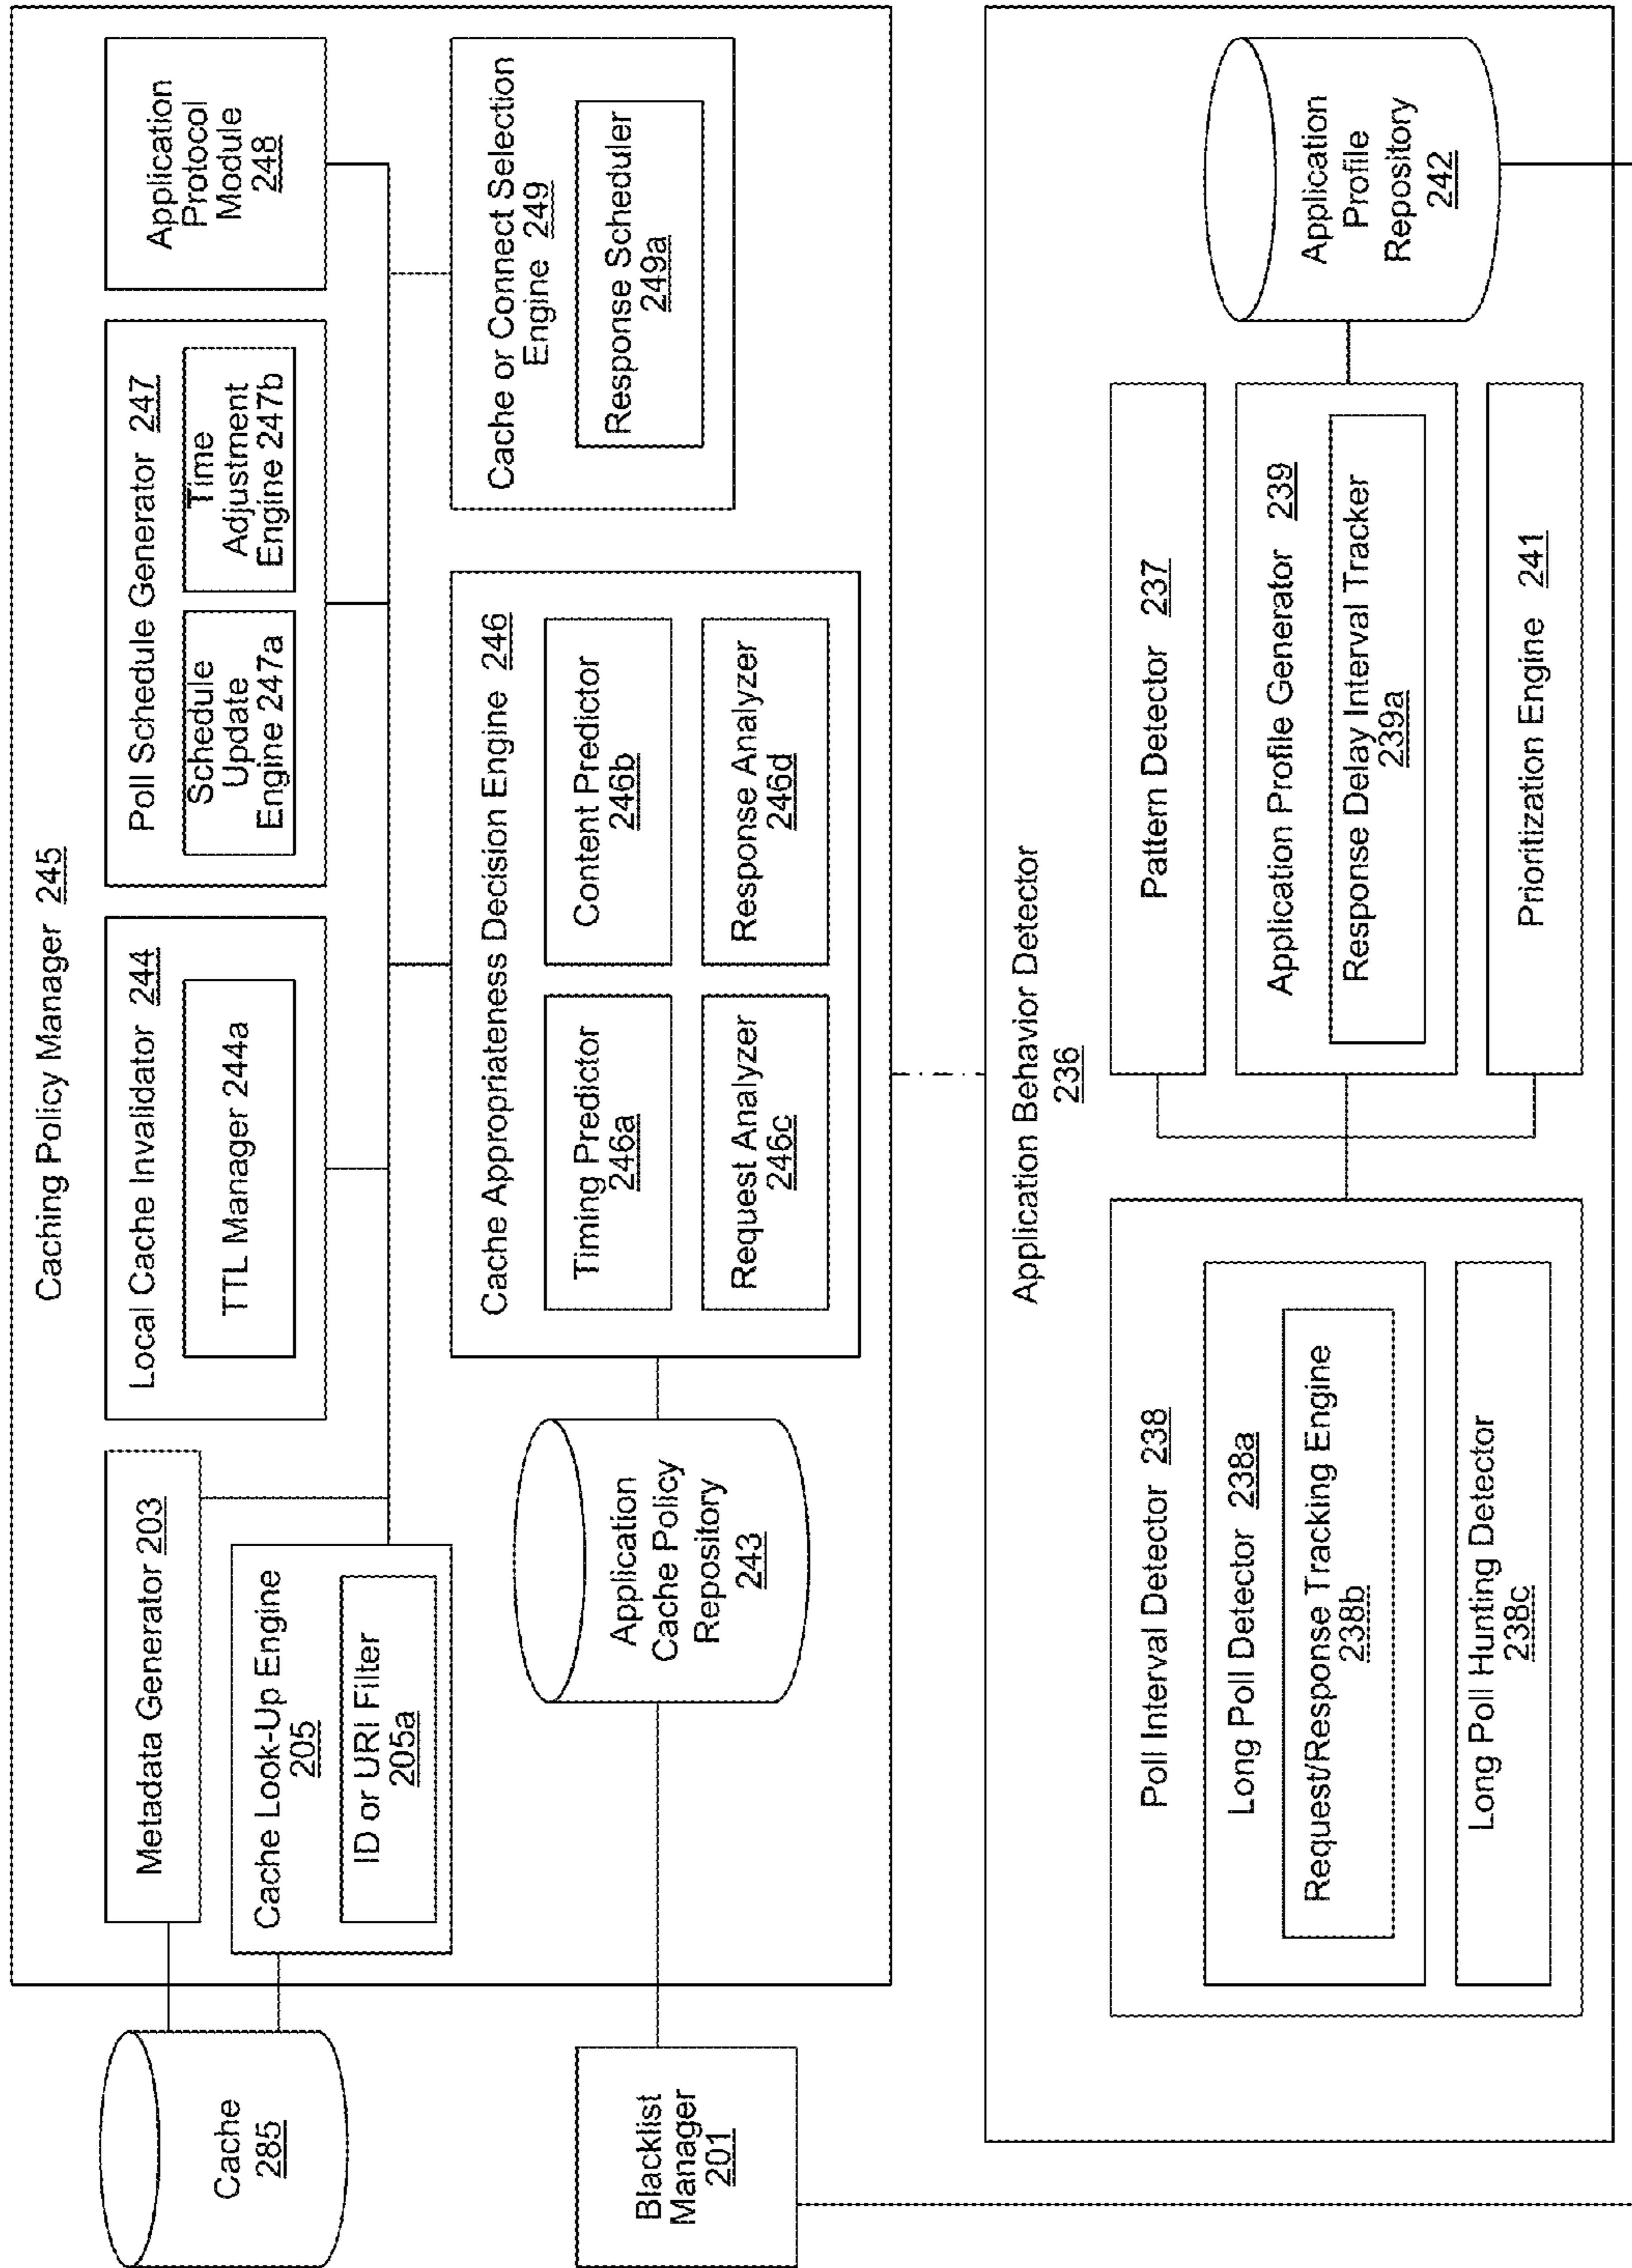 Caching Policy Manager 245
Cache
285
Metadata Generator 203
Cache Look-Up Engine
205
ID or URI Filter
205a
Local Cache Invalidator 244
TTL Manager 244a
Poll Schedule Generator 247
Schedule
Update
Engine 247a
Time
Adjustment
Engine 247b
Application
Protocol
Module
248
Blacklist
Manager
201
Application
Cache Policy
Repository
243
Cache Appropriateness Decision Engine 246
Timing Predictor
246a
Content Predictor
246b
Request Analyzer
246c
Response Analyzer
246d
Cache or Connect Selection
Engine 249
Response Scheduler
249a
Application Behavior Detector
236
Poll Interval Detector 238
Long Poll Detector 238a
Request/Response Tracking Engine
238b
Long Poll Hunting Detector
238c
Pattern Detector 237
Application Profile Generator 239
Response Delay Interval Tracker
239a
Prioritization Engine 241
Application
Profile
Repository
242